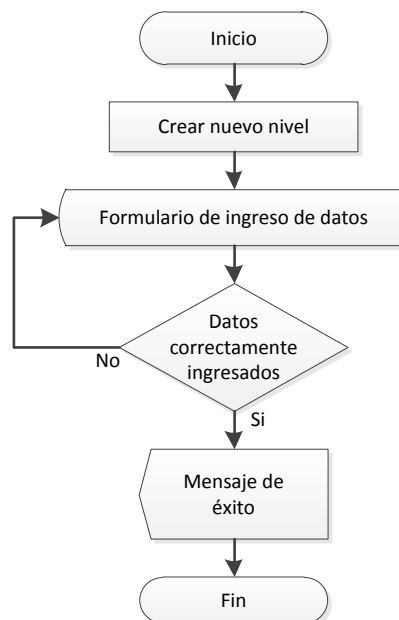 Inicio
Crear nuevo nivel
Formulario de ingreso de datos
Datos
correctamente
ingresados
No
Si
Mensaje de
éxito
Fin